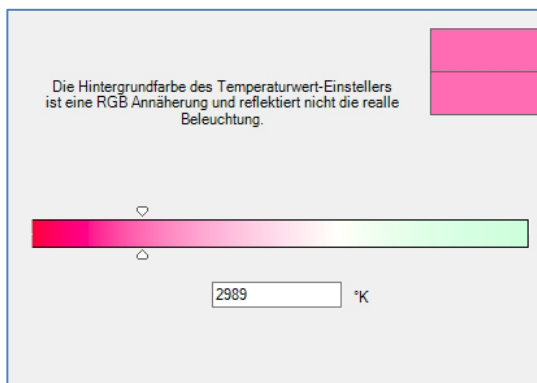 Die Hintergrundfarbe des Temperaturwert-Einstellers
ist eine RGB Annäherung und reflektiert nicht die realle
Beleuchtung.
2989 °K